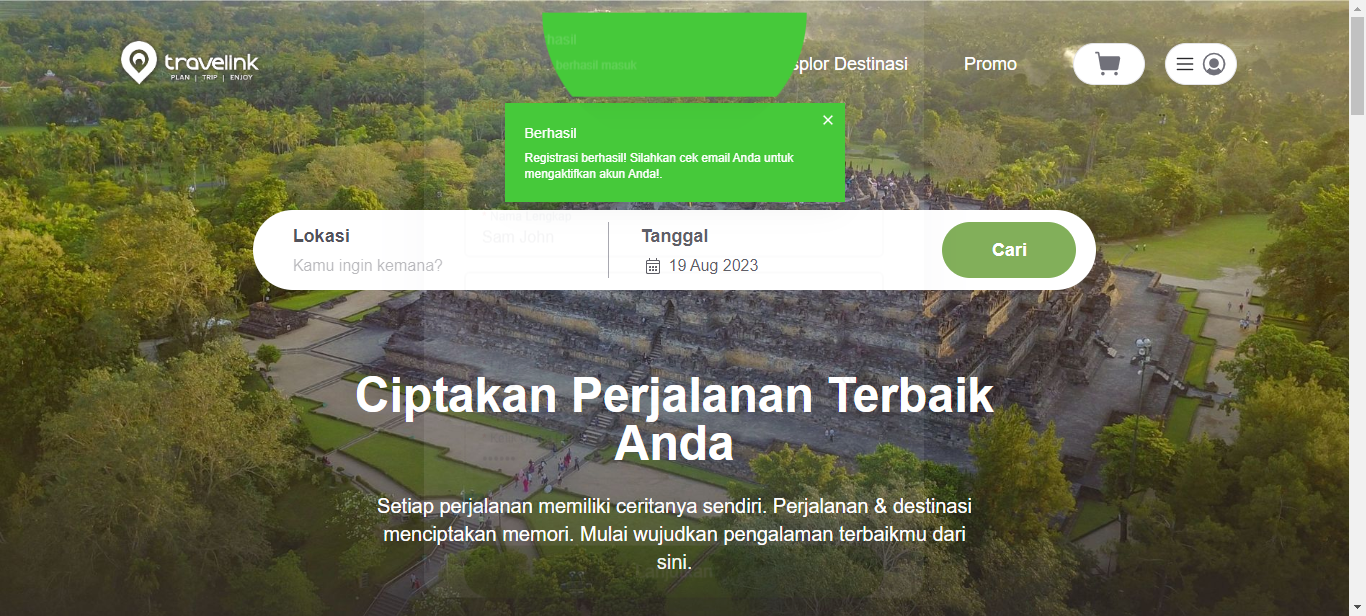 hasil
berhasil masuk
travelink
PLAN | TRIP | ENJOY
splor Destinasi
Promo
Berhasil
Registrasi berhasil! Silahkan cek email Anda untuk
mengaktifkan akun Anda!.
* Nama Lengkap
Sam John
Lokasi
Kamu ingin kemana?
Tanggal
19 Aug 2023
Cari
Ciptakan Perjalanan Terbaik
Anda
Setiap perjalanan memiliki ceritanya sendiri. Perjalanan & destinasi
menciptakan memori. Mulai wujudkan pengalaman terbaikmu dari
sini.